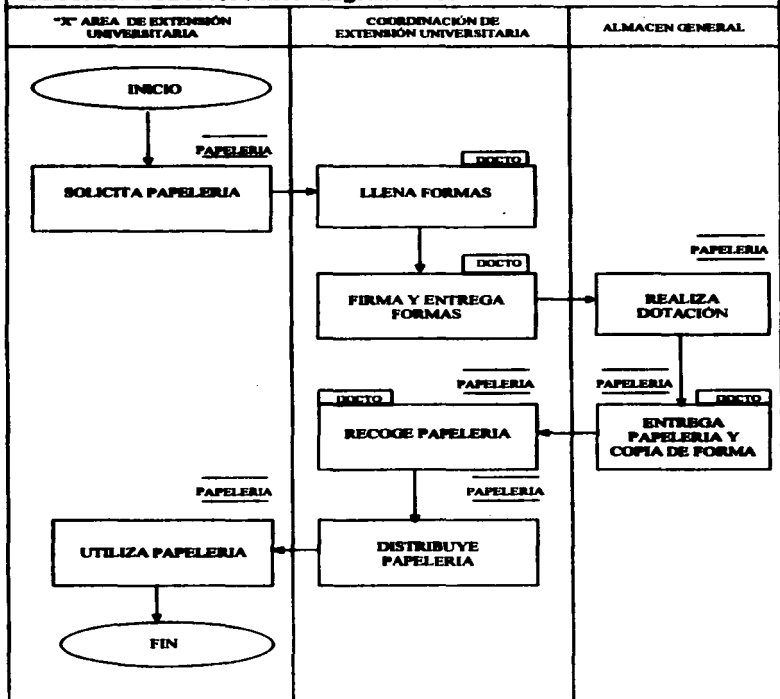 "X" AREA DE EXTENSIÓN
UNIVERSITARIA
COORDINACIÓN DE
EXTENSIÓN UNIVERSITARIA
ALMACEN GENERAL
INICIO
PAPELERIA
SOLICITA PAPELERIA
DOCTO
LLENA FORMAS
DOCTO
FIRMA Y ENTREGA
FORMAS
PAPELERIA
REALIZA
DOTACIÓN
PAPELERIA
DOCTO
ENTREGA
PAPELERIA Y
COPIA DE FORMA
DOCTO
PAPELERIA
RECOGE PAPELERIA
PAPELERIA
DISTRIBUYE
PAPELERIA
PAPELERIA
UTILIZA PAPELERIA
FIN